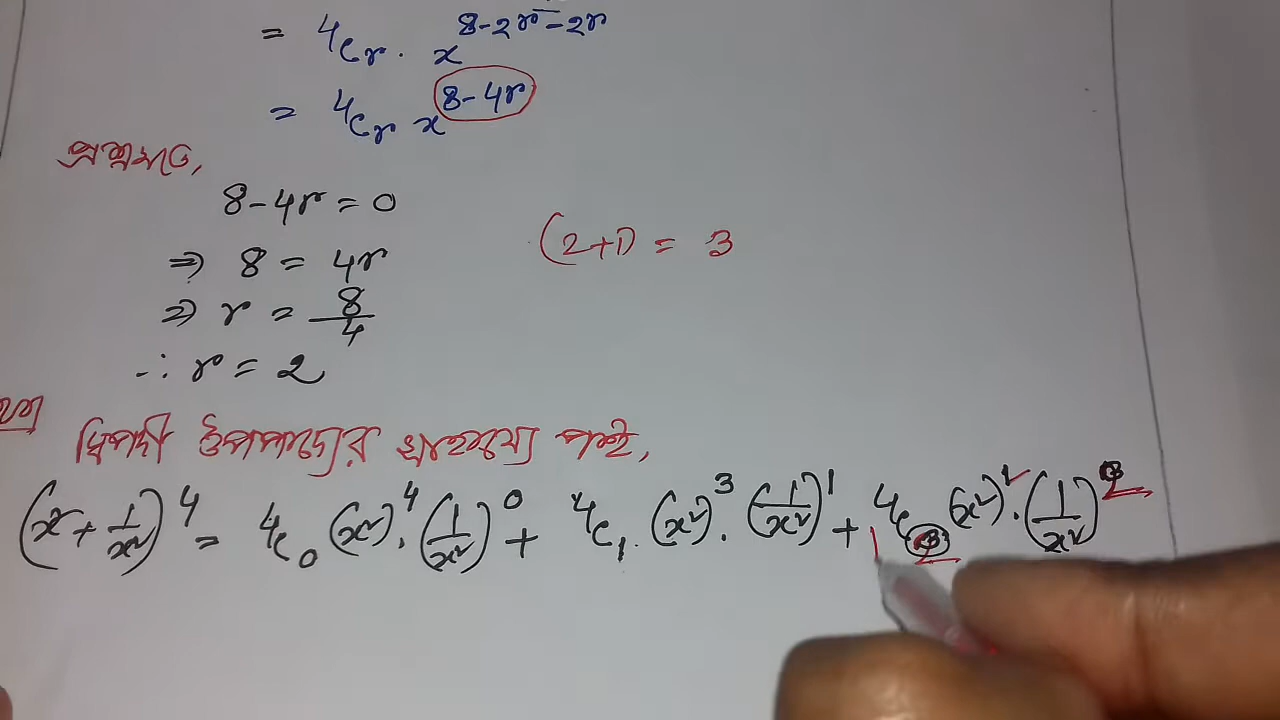 = ⁴Cᵣ · x^{8-2r-2r}
= ⁴Cᵣ x^{8-4r}
প্রশ্নমতে,
8-4r = 0
(2+1) = 3
⇒ 8 = 4r
⇒ r = 8/4
∴ r = 2
দ্বিপদী উপপাদ্যের সাহায্যে পাই,
(x² + 1/x²)⁴ = ⁴C₀ (x²)⁴ · (1/x²)⁰ + ⁴C₁ · (x²)³ · (1/x²)¹ + ⁴C₂ (x²)² · (1/x²)²